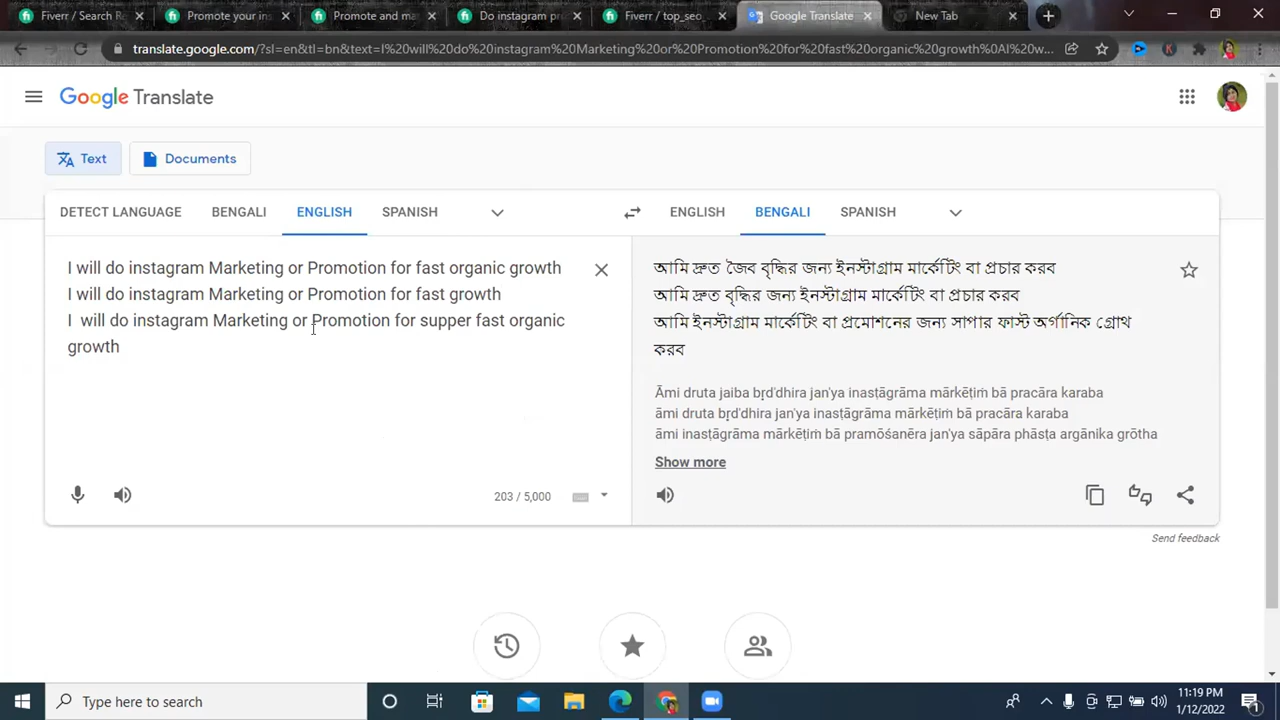 Fiverr / Search Re
Promote your ins
Promote and ma
Do instagram pr
Fiverr / top_seo_
Google Translate
New Tab
translate.google.com/?sl=en&tl=bn&text=I%20will%20do%20instagram%20Marketing%20or%20Promotion%20for%20fast%20organic%20growth%0AI%20w...
Google Translate
Text
Documents
DETECT LANGUAGE BENGALI ENGLISH SPANISH
ENGLISH BENGALI SPANISH
I will do instagram Marketing or Promotion for fast organic growth
I will do instagram Marketing or Promotion for fast growth
I will do instagram Marketing or Promotion for supper fast organic
growth
203 / 5,000
আমি দ্রুত জৈব বৃদ্ধির জন্য ইনস্টাগ্রাম মার্কেটিং বা প্রচার করব
আমি দ্রুত বৃদ্ধির জন্য ইনস্টাগ্রাম মার্কেটিং বা প্রচার করব
আমি ইনস্টাগ্রাম মার্কেটিং বা প্রমোশনের জন্য সাপার ফাস্ট অর্গানিক গ্রোথ
করব
Āmi druta jaiba br̥d'dhira jan'ya inasṭāgrāma mārkēṭiṁ bā pracāra karaba
āmi druta br̥d'dhira jan'ya inasṭāgrāma mārkēṭiṁ bā pracāra karaba
āmi inasṭāgrāma mārkēṭiṁ bā pramōśanēra jan'ya sāpāra phāsṭa argānika grōtha
Show more
Send feedback
Type here to search
11:19 PM
1/12/2022